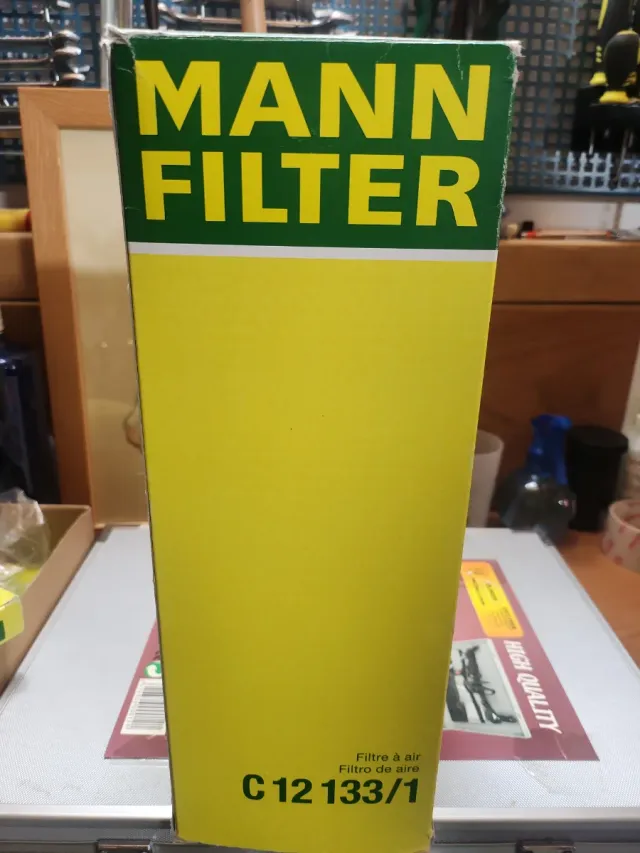 MANN
FILTER
Filtre à air
Filtro de aire
C 12 133/1
HIGH QUALITY